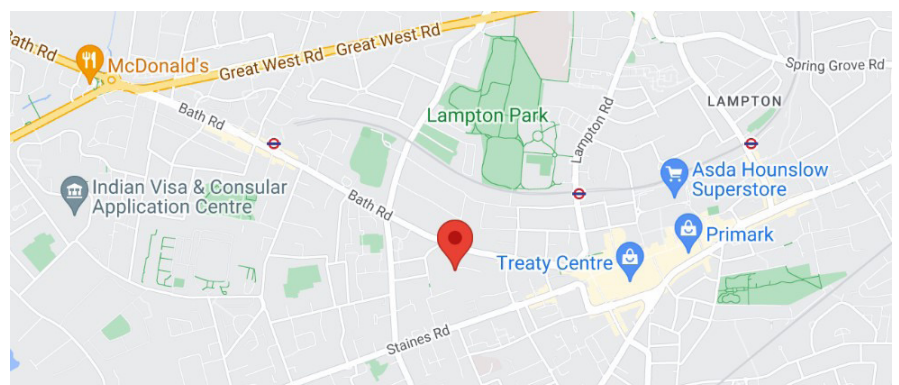 Bath Rd
McDonald's
Great West Rd
Great West Rd
Spring Grove Rd
LAMPTON
Bath Rd
Lampton Park
Lampton Rd
Indian Visa & Consular
Application Centre
Asda Hounslow
Superstore
Bath Rd
Primark
Treaty Centre
Staines Rd